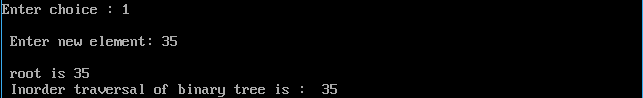 Enter choice : 1
Enter new element: 35
root is 35
Inorder traversal of binary tree is :  35